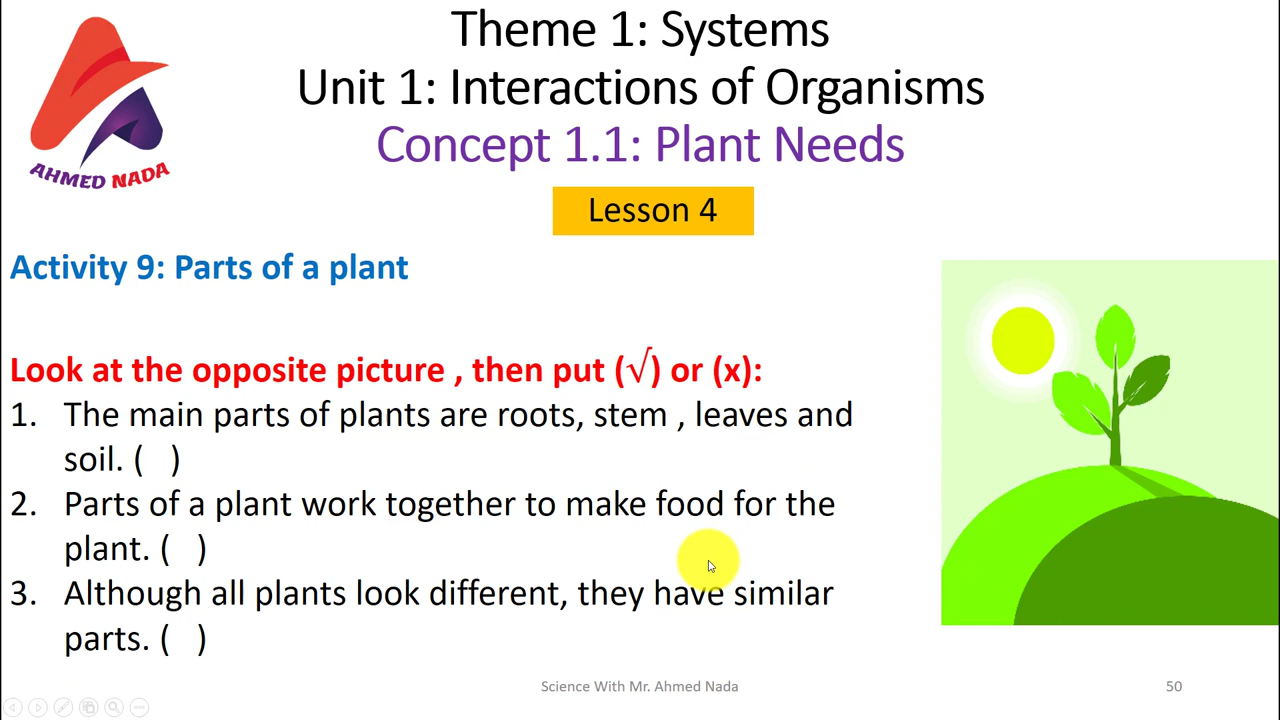 Theme 1: Systems
Unit 1: Interactions of Organisms
Concept 1.1: Plant Needs
AHMED NADA
Lesson 4
Activity 9: Parts of a plant
Look at the opposite picture , then put (√) or (x):
1. The main parts of plants are roots, stem , leaves and
soil. ( )
2. Parts of a plant work together to make food for the
plant. ( )
3. Although all plants look different, they have similar
parts. ( )
Science With Mr. Ahmed Nada
50